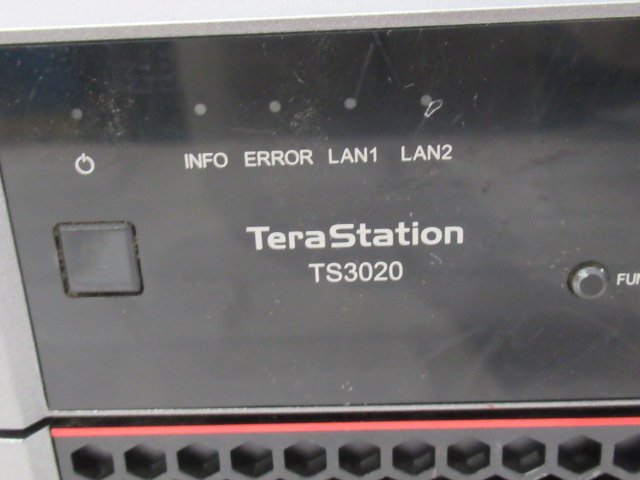 INFO ERROR LAN1 LAN2
TeraStation
TS3020